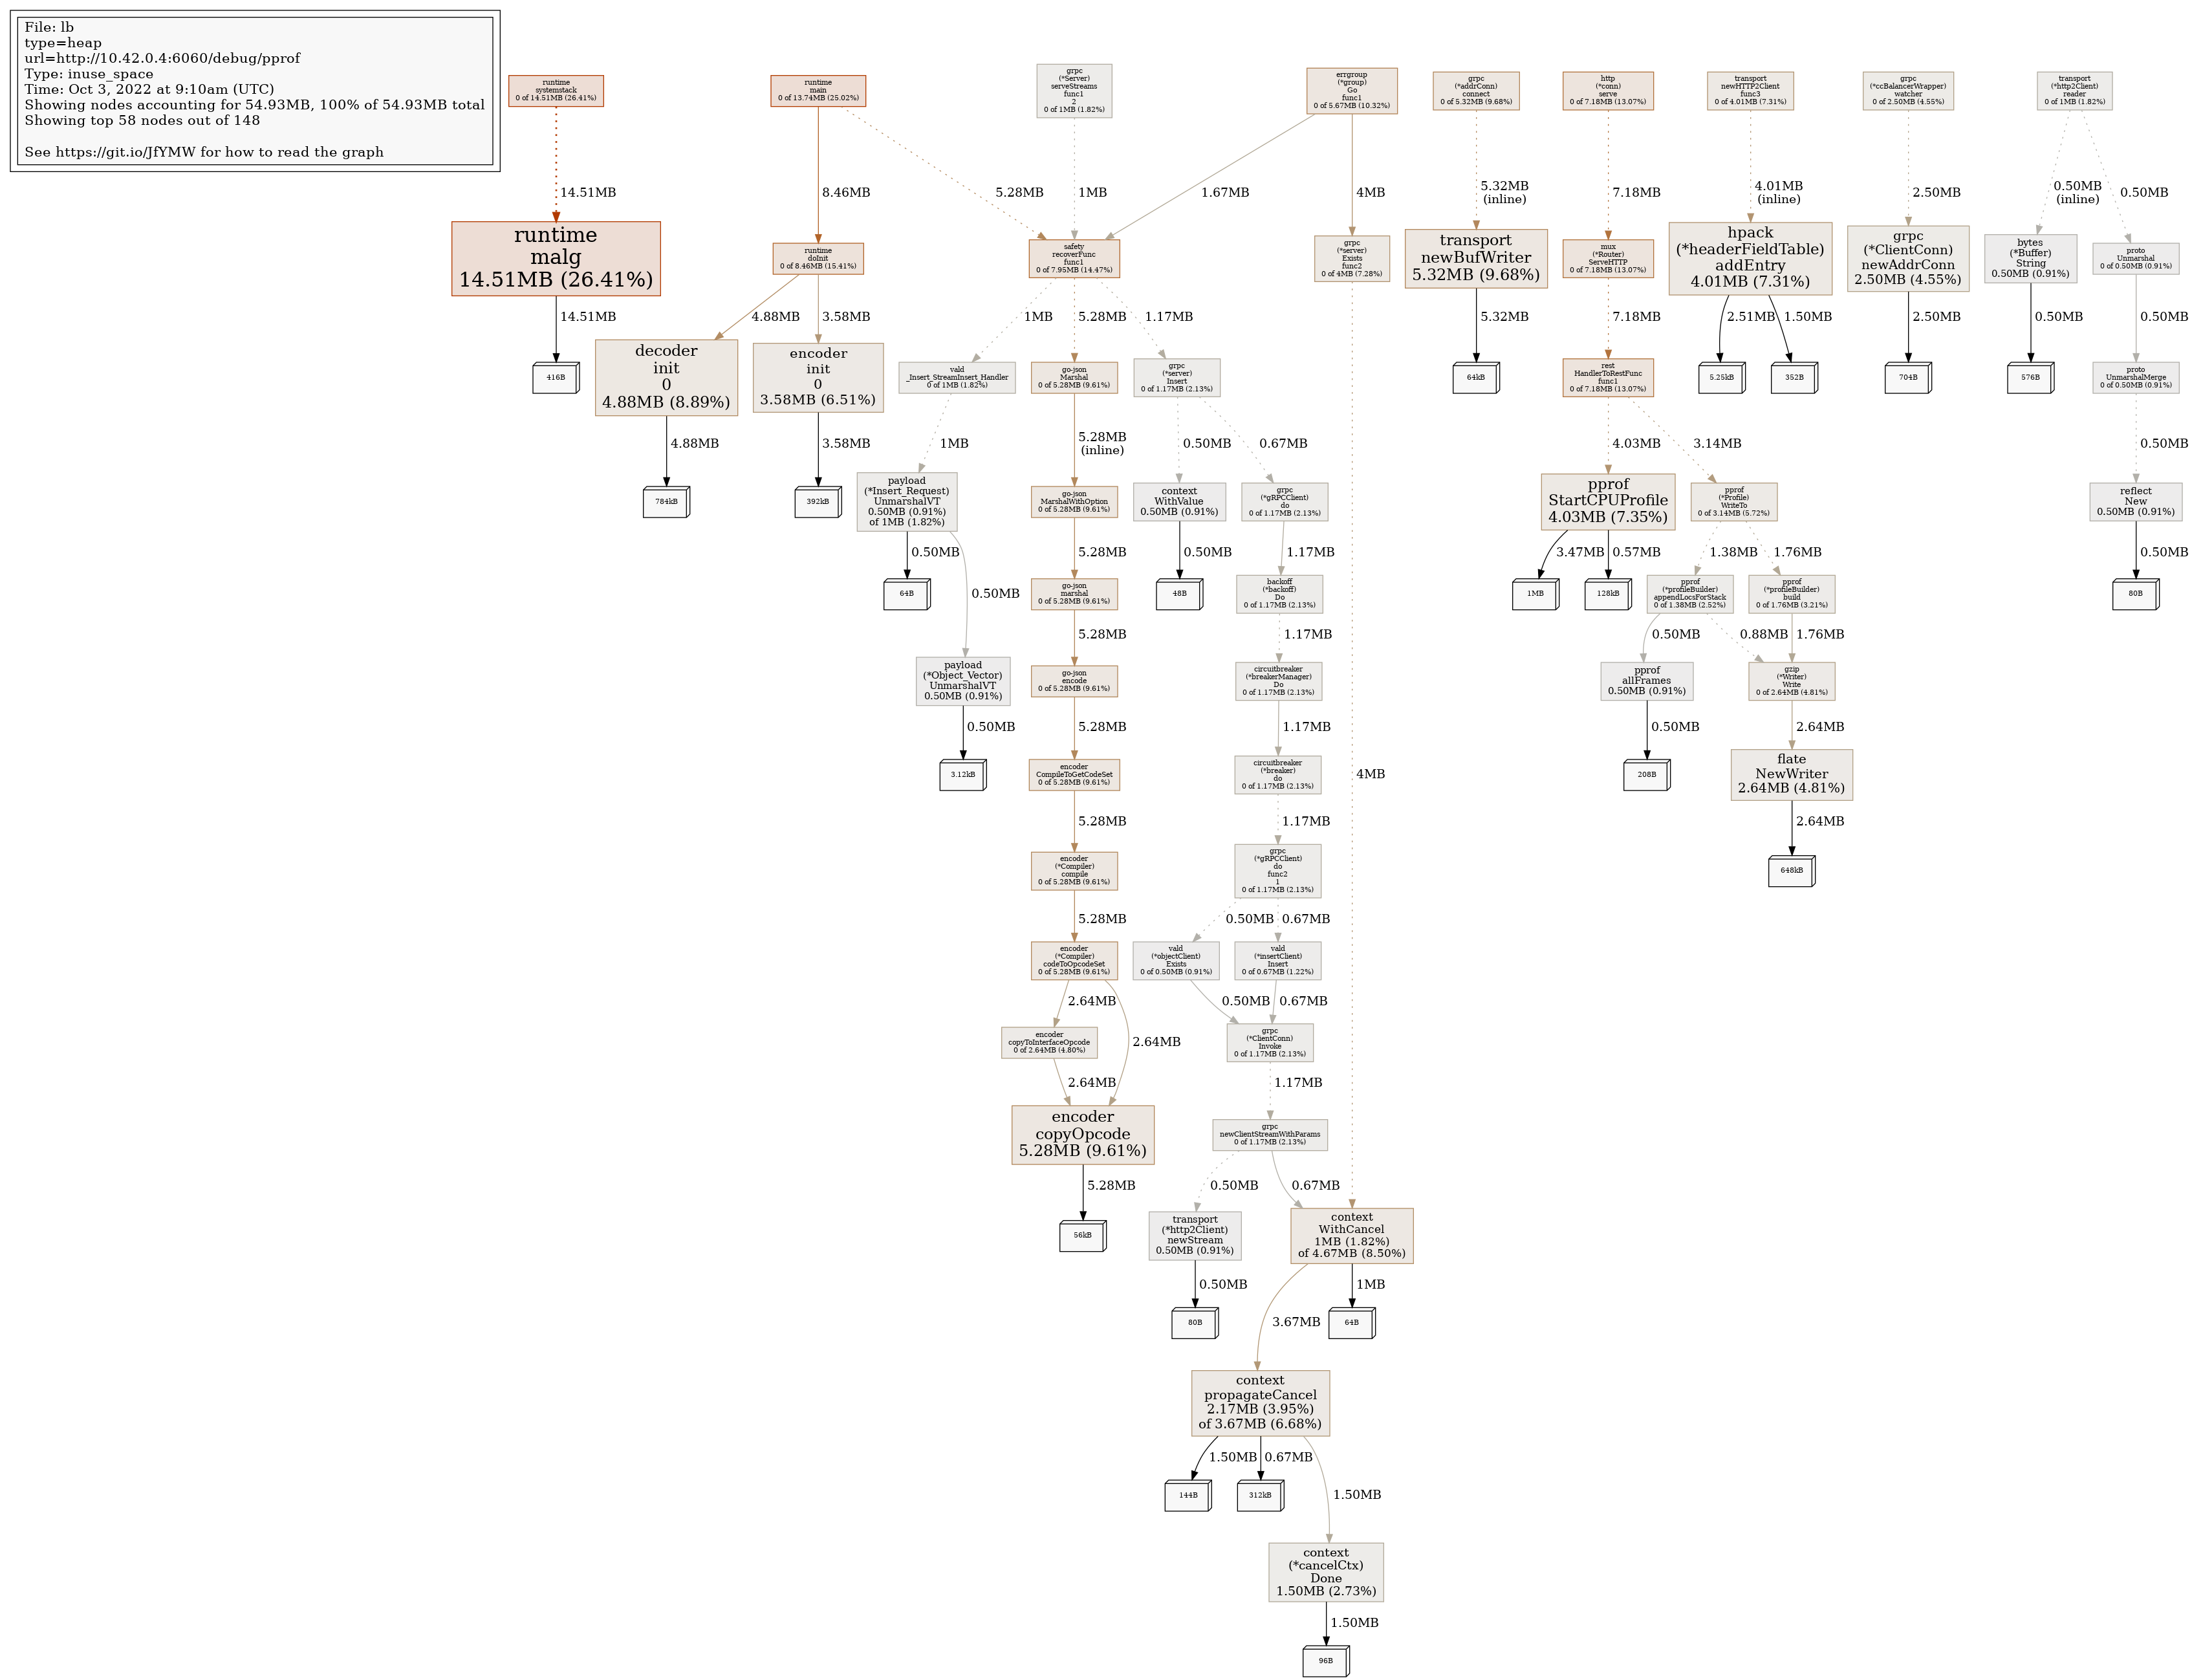 File: lb
type=heap
url=http://10.42.0.4:6060/debug/pprof
Type: inuse_space
Time: Oct 3, 2022 at 9:10am (UTC)
Showing nodes accounting for 54.93MB, 100% of 54.93MB total
Showing top 58 nodes out of 148
See https://git.io/JfYMW for how to read the graph
runtime
systemstack
0 of 14.51MB (26.41%)
runtime
main
0 of 13.74MB (25.02%)
grpc
(*Server)
serveStreams
func1
2
0 of 1MB (1.82%)
errgroup
(*group)
Go
func1
0 of 5.67MB (10.32%)
grpc
(*addrConn)
connect
0 of 5.32MB (9.68%)
http
(*conn)
serve
0 of 7.18MB (13.07%)
transport
newHTTP2Client
func3
0 of 4.01MB (7.31%)
grpc
(*ccBalancerWrapper)
watcher
0 of 2.50MB (4.55%)
transport
(*http2Client)
reader
0 of 1MB (1.82%)
14.51MB
8.46MB
5.28MB
1MB
1.67MB
4MB
5.32MB
(inline)
7.18MB
4.01MB
(inline)
2.50MB
0.50MB
(inline)
0.50MB
runtime
malg
14.51MB (26.41%)
runtime
doInit
0 of 8.46MB (15.41%)
safety
recoverFunc
func1
0 of 7.95MB (14.47%)
grpc
(*server)
Exists
func2
0 of 4MB (7.28%)
transport
newBufWriter
5.32MB (9.68%)
mux
(*Router)
ServeHTTP
0 of 7.18MB (13.07%)
hpack
(*headerFieldTable)
addEntry
4.01MB (7.31%)
grpc
(*ClientConn)
newAddrConn
2.50MB (4.55%)
bytes
(*Buffer)
String
0.50MB (0.91%)
proto
Unmarshal
0 of 0.50MB (0.91%)
14.51MB
4.88MB
3.58MB
1MB
5.28MB
1.17MB
5.32MB
7.18MB
2.51MB
1.50MB
2.50MB
0.50MB
0.50MB
416B
decoder
init
0
4.88MB (8.89%)
encoder
init
0
3.58MB (6.51%)
vald
_Insert_StreamInsert_Handler
0 of 1MB (1.82%)
go-json
Marshal
0 of 5.28MB (9.61%)
grpc
(*server)
Insert
0 of 1.17MB (2.13%)
64kB
rest
HandlerToRestFunc
func1
0 of 7.18MB (13.07%)
5.25kB
352B
704B
576B
proto
UnmarshalMerge
0 of 0.50MB (0.91%)
4.88MB
3.58MB
1MB
5.28MB
(inline)
0.50MB
0.67MB
4.03MB
3.14MB
0.50MB
784kB
392kB
payload
(*Insert_Request)
UnmarshalVT
0.50MB (0.91%)
of 1MB (1.82%)
go-json
MarshalWithOption
0 of 5.28MB (9.61%)
context
WithValue
0.50MB (0.91%)
grpc
(*gRPCClient)
do
0 of 1.17MB (2.13%)
pprof
StartCPUProfile
4.03MB (7.35%)
pprof
(*Profile)
WriteTo
0 of 3.14MB (5.72%)
reflect
New
0.50MB (0.91%)
0.50MB
0.50MB
5.28MB
0.50MB
1.17MB
3.47MB
0.57MB
1.38MB
1.76MB
0.50MB
64B
go-json
marshal
0 of 5.28MB (9.61%)
48B
backoff
(*backoff)
Do
0 of 1.17MB (2.13%)
1MB
128kB
pprof
(*profileBuilder)
appendLocsForStack
0 of 1.38MB (2.52%)
pprof
(*profileBuilder)
build
0 of 1.76MB (3.21%)
80B
5.28MB
1.17MB
0.50MB
0.88MB
1.76MB
payload
(*Object_Vector)
UnmarshalVT
0.50MB (0.91%)
go-json
encode
0 of 5.28MB (9.61%)
circuitbreaker
(*breakerManager)
Do
0 of 1.17MB (2.13%)
pprof
allFrames
0.50MB (0.91%)
gzip
(*Writer)
Write
0 of 2.64MB (4.81%)
0.50MB
5.28MB
1.17MB
0.50MB
2.64MB
3.12kB
encoder
CompileToGetCodeSet
0 of 5.28MB (9.61%)
circuitbreaker
(*breaker)
do
0 of 1.17MB (2.13%)
4MB
208B
flate
NewWriter
2.64MB (4.81%)
5.28MB
1.17MB
2.64MB
encoder
(*Compiler)
compile
0 of 5.28MB (9.61%)
grpc
(*gRPCClient)
do
func2
1
0 of 1.17MB (2.13%)
648kB
5.28MB
0.50MB
0.67MB
encoder
(*Compiler)
codeToOpcodeSet
0 of 5.28MB (9.61%)
vald
(*objectClient)
Exists
0 of 0.50MB (0.91%)
vald
(*insertClient)
Insert
0 of 0.67MB (1.22%)
2.64MB
2.64MB
0.50MB
0.67MB
encoder
copyToInterfaceOpcode
0 of 2.64MB (4.80%)
grpc
(*ClientConn)
Invoke
0 of 1.17MB (2.13%)
2.64MB
1.17MB
encoder
copyOpcode
5.28MB (9.61%)
grpc
newClientStreamWithParams
0 of 1.17MB (2.13%)
5.28MB
0.50MB
0.67MB
56kB
transport
(*http2Client)
newStream
0.50MB (0.91%)
context
WithCancel
1MB (1.82%)
of 4.67MB (8.50%)
0.50MB
3.67MB
1MB
80B
64B
context
propagateCancel
2.17MB (3.95%)
of 3.67MB (6.68%)
1.50MB
0.67MB
1.50MB
144B
312kB
context
(*cancelCtx)
Done
1.50MB (2.73%)
1.50MB
96B